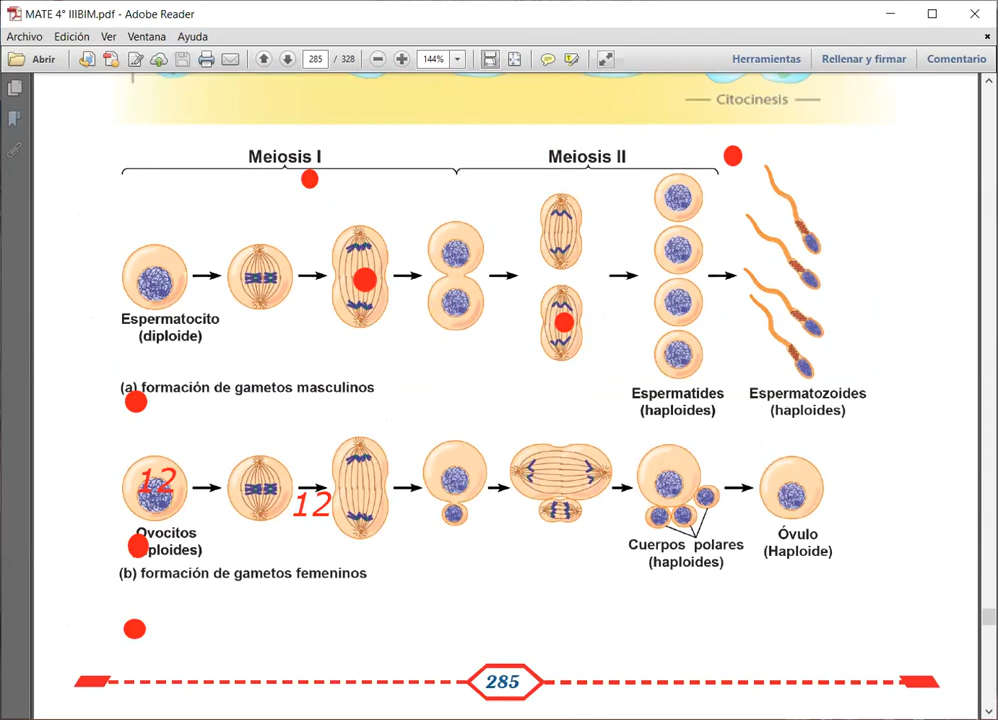 MATE 4° IIIBIM.pdf - Adobe Reader
Archivo Edición Ver Ventana Ayuda
Abrir 285 / 328 144% Herramientas Rellenar y firmar Comentario
Citocinesis
Meiosis I Meiosis II
Espermatocito
(diploide)
(a) formación de gametos masculinos
Espermatides
(haploides)
Espermatozoides
(haploides)
12
12
Ovocitos
ploides)
(b) formación de gametos femeninos
Cuerpos polares
(haploides)
Óvulo
(Haploide)
285